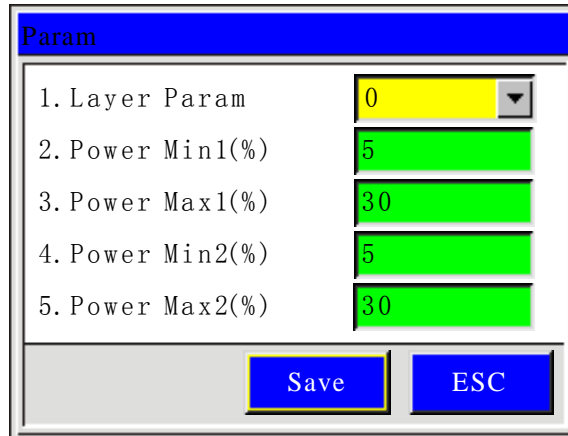 Param
1. Layer Param 0
2. Power Min1(%) 5
3. Power Max1(%) 30
4. Power Min2(%) 5
5. Power Max2(%) 30
Save ESC